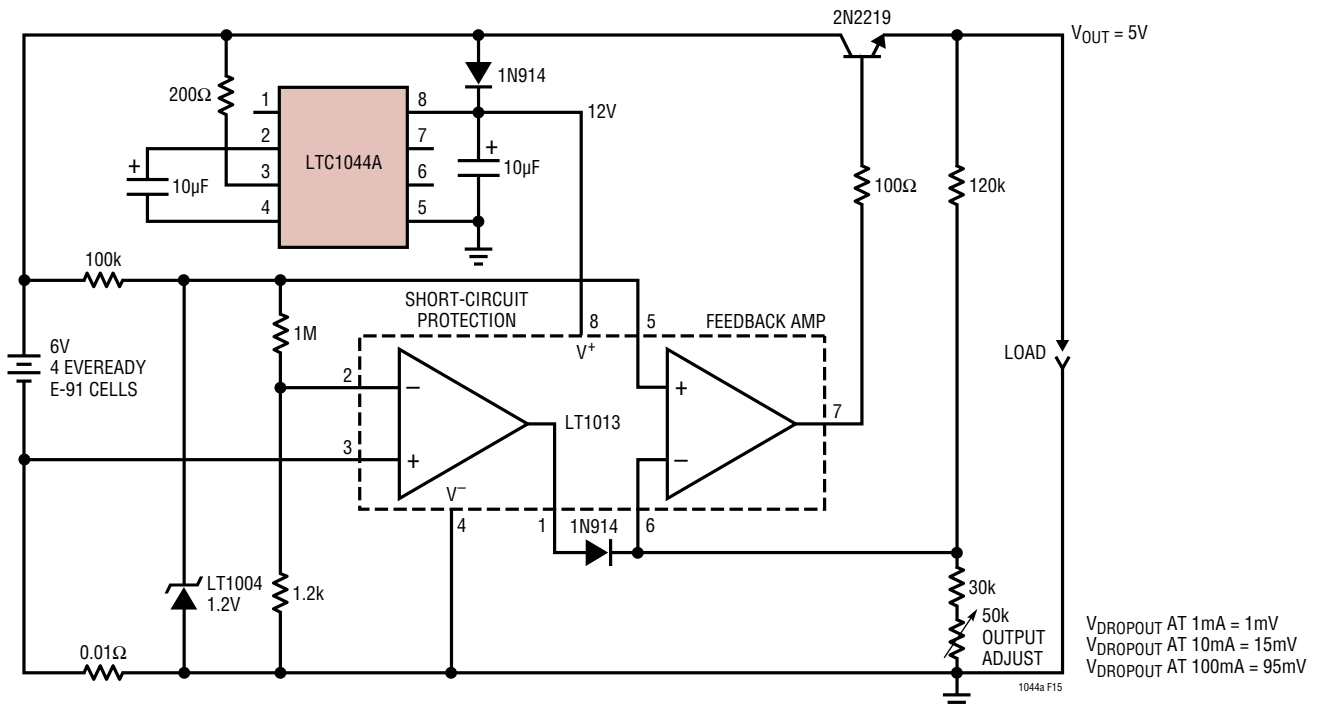 2N2219
V_OUT = 5V
1N914
200Ω
1
8
12V
2
7
LTC1044A
+
10µF
3
6
+
10µF
100Ω
120k
4
5
100k
SHORT-CIRCUIT
PROTECTION
8
5
FEEDBACK AMP
1M
V+
6V
4 EVEREADY
E-91 CELLS
LOAD
2
−
+
7
LT1013
3
+
−
V−
4
1
1N914
6
LT1004
1.2V
1.2k
30k
50k
OUTPUT
ADJUST
0.01Ω
V_DROPOUT AT 1mA = 1mV
V_DROPOUT AT 10mA = 15mV
V_DROPOUT AT 100mA = 95mV
1044a F15